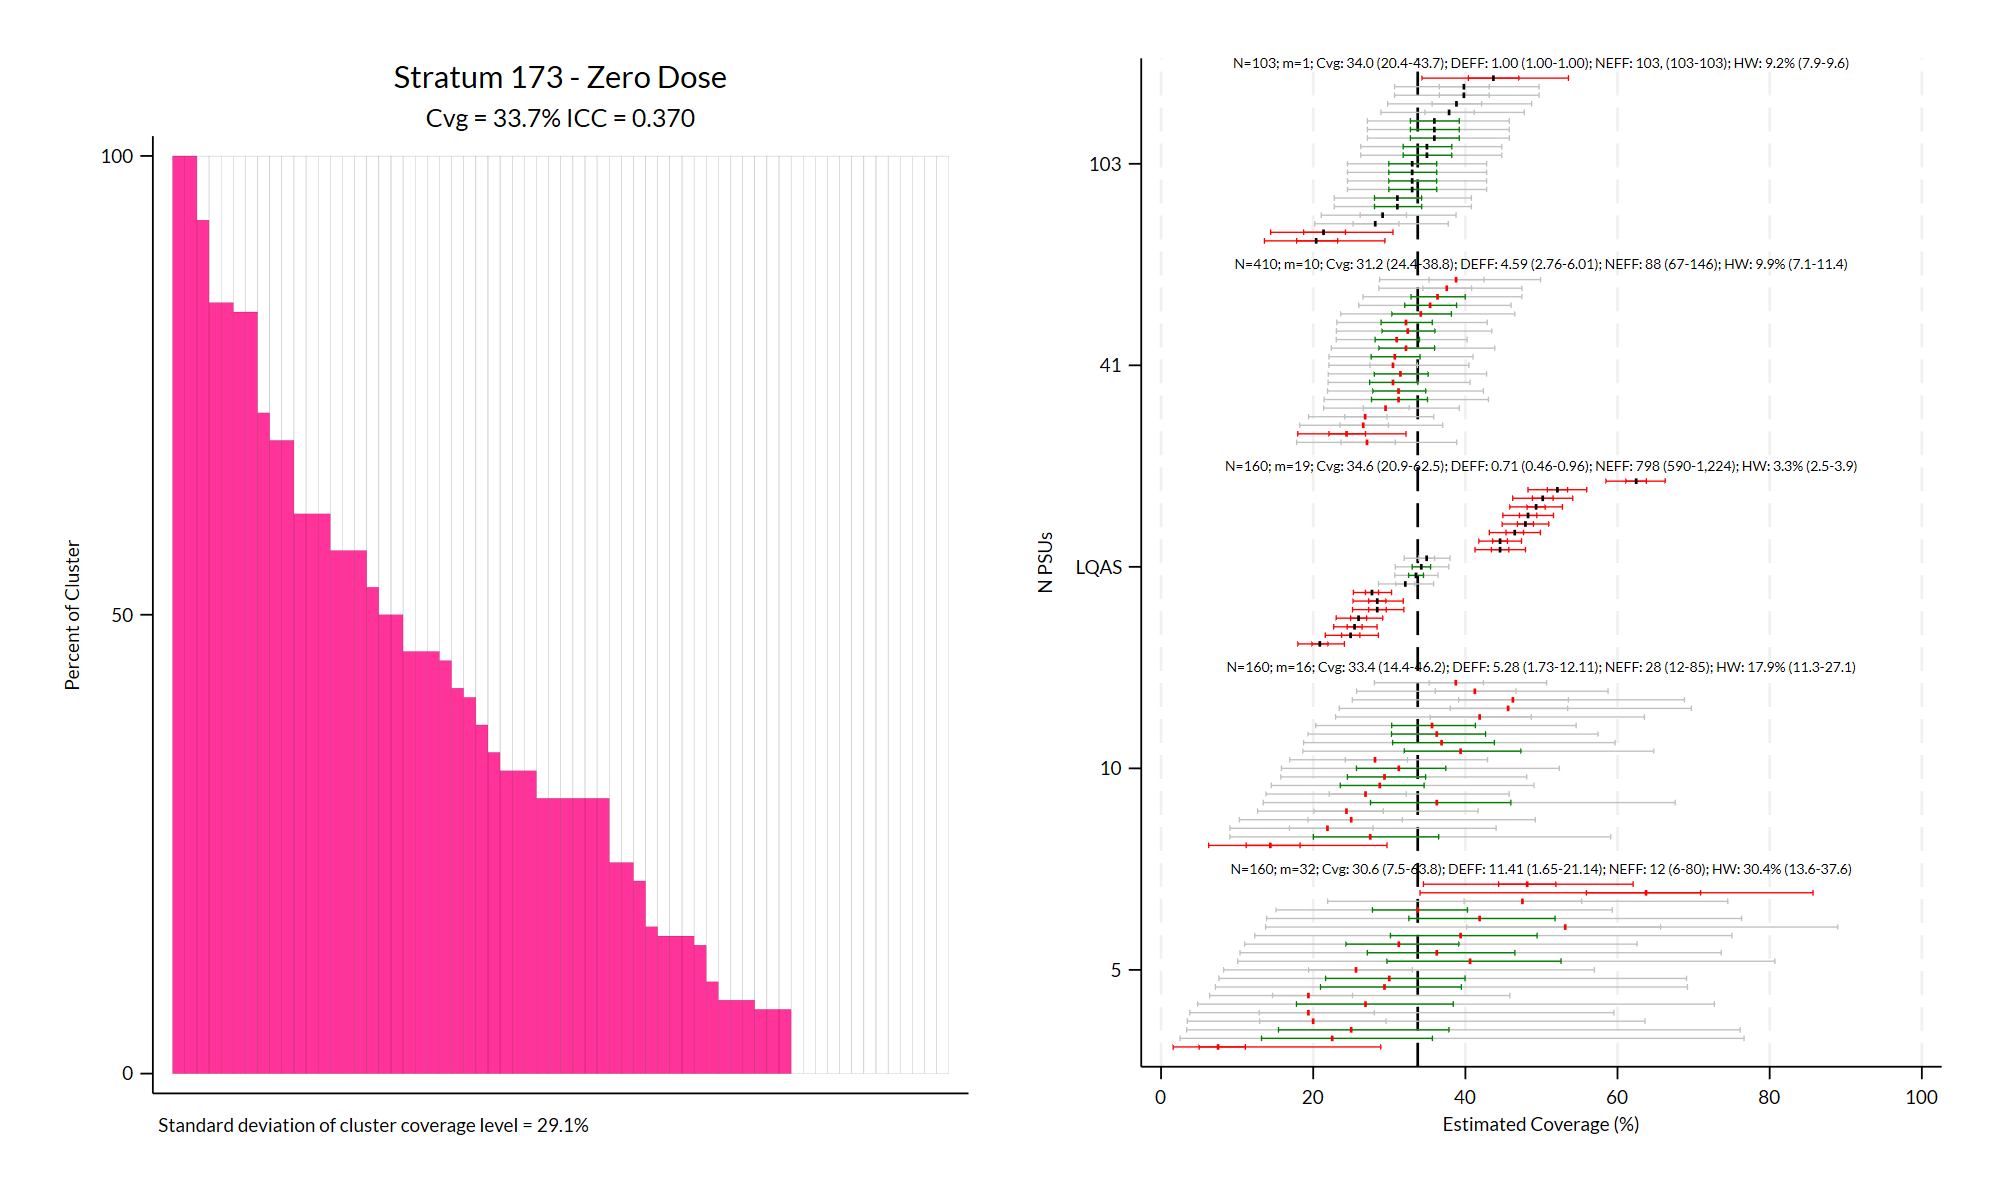 Stratum 173 - Zero Dose
Cvg = 33.7% ICC = 0.370
100
50
0
Percent of Cluster
Standard deviation of cluster coverage level = 29.1%
N=103; m=1; Cvg: 34.0 (20.4-43.7); DEFF: 1.00 (1.00-1.00); NEFF: 103, (103-103); HW: 9.2% (7.9-9.6)
103
N=410; m=10; Cvg: 31.2 (24.4-38.8); DEFF: 4.59 (2.76-6.01); NEFF: 88 (67-146); HW: 9.9% (7.1-11.4)
41
N=160; m=19; Cvg: 34.6 (20.9-62.5); DEFF: 0.71 (0.46-0.96); NEFF: 798 (590-1,224); HW: 3.3% (2.5-3.9)
LQAS
N=160; m=16; Cvg: 33.4 (14.4-46.2); DEFF: 5.28 (1.73-12.11); NEFF: 28 (12-85); HW: 17.9% (11.3-27.1)
10
N=160; m=32; Cvg: 30.6 (7.5-63.8); DEFF: 11.41 (1.65-21.14); NEFF: 12 (6-80); HW: 30.4% (13.6-37.6)
5
N PSUs
0 20 40 60 80 100
Estimated Coverage (%)